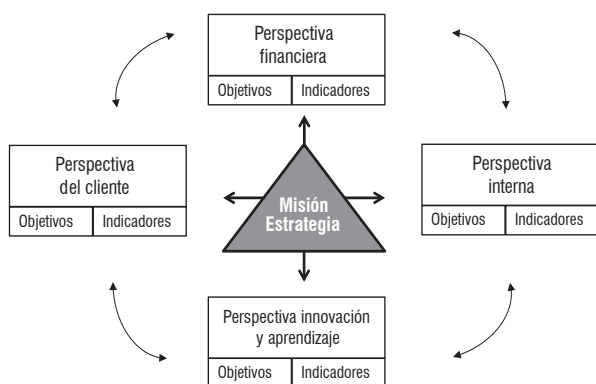 Perspectiva
financiera
Objetivos Indicadores
Perspectiva
del cliente
Objetivos Indicadores
Misión
Estrategia
Perspectiva
interna
Objetivos Indicadores
Perspectiva innovación
y aprendizaje
Objetivos Indicadores